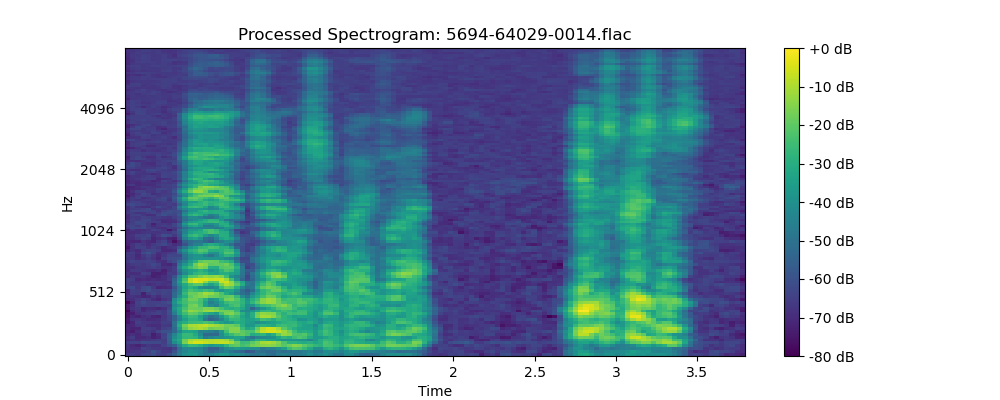 Processed Spectrogram: 5694-64029-0014.flac
Hz
4096
2048
1024
512
0
0 0.5 1 1.5 2 2.5 3 3.5
Time
+0 dB
-10 dB
-20 dB
-30 dB
-40 dB
-50 dB
-60 dB
-70 dB
-80 dB